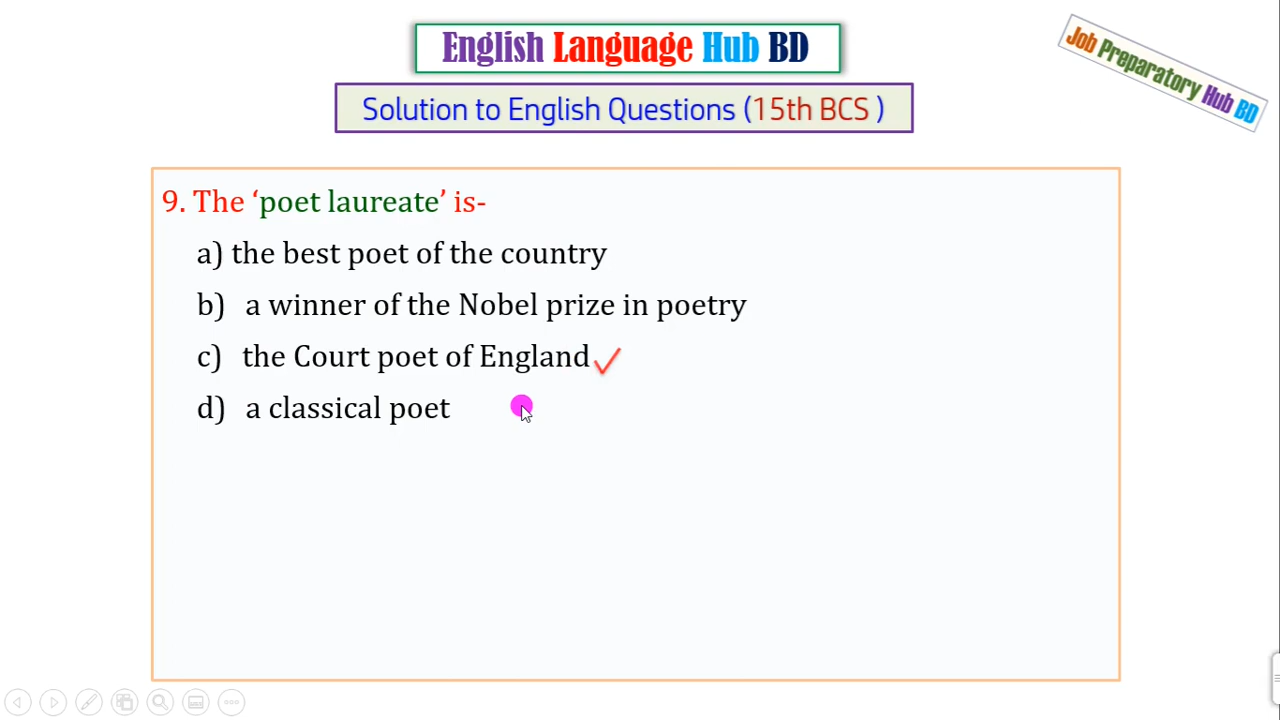 English Language Hub BD
Job Preparatory Hub BD
Solution to English Questions (15th BCS )
9. The ‘poet laureate’ is-
a) the best poet of the country
b) a winner of the Nobel prize in poetry
c) the Court poet of England
d) a classical poet